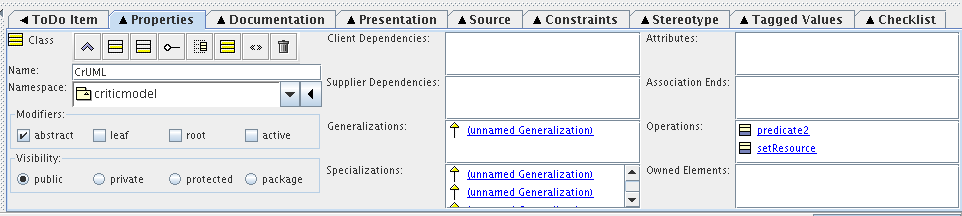 ToDo Item Properties Documentation Presentation Source Constraints Stereotype Tagged Values Checklist
Class
Name: CrUML
Namespace: criticmodel
Modifiers:
abstract leaf root active
Visibility:
public private protected package
Client Dependencies:
Supplier Dependencies:
Generalizations: (unnamed Generalization)
Specializations: (unnamed Generalization)
(unnamed Generalization)
Attributes:
Association Ends:
Operations: predicate2
setResource
Owned Elements: